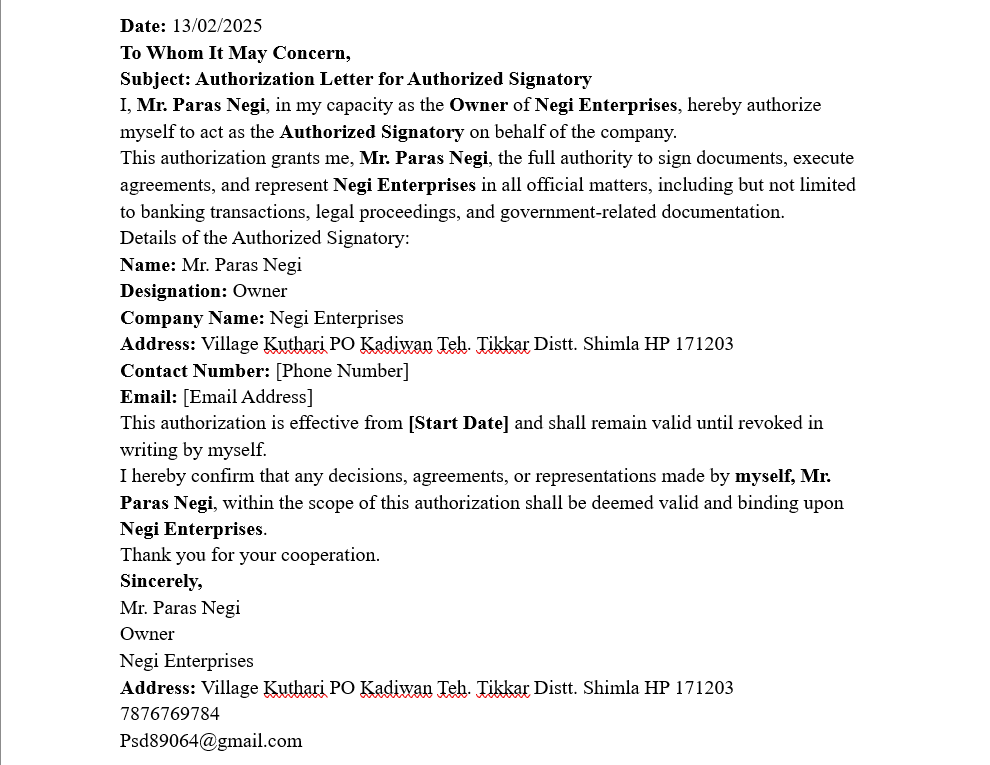 Date: 13/02/2025
To Whom It May Concern,
Subject: Authorization Letter for Authorized Signatory
I, Mr. Paras Negi, in my capacity as the Owner of Negi Enterprises, hereby authorize
myself to act as the Authorized Signatory on behalf of the company.
This authorization grants me, Mr. Paras Negi, the full authority to sign documents, execute
agreements, and represent Negi Enterprises in all official matters, including but not limited
to banking transactions, legal proceedings, and government-related documentation.
Details of the Authorized Signatory:
Name: Mr. Paras Negi
Designation: Owner
Company Name: Negi Enterprises
Address: Village Kuthari PO Kadiwan Teh. Tikkar Distt. Shimla HP 171203
Contact Number: [Phone Number]
Email: [Email Address]
This authorization is effective from [Start Date] and shall remain valid until revoked in
writing by myself.
I hereby confirm that any decisions, agreements, or representations made by myself, Mr.
Paras Negi, within the scope of this authorization shall be deemed valid and binding upon
Negi Enterprises.
Thank you for your cooperation.
Sincerely,
Mr. Paras Negi
Owner
Negi Enterprises
Address: Village Kuthari PO Kadiwan Teh. Tikkar Distt. Shimla HP 171203
7876769784
Psd89064@gmail.com